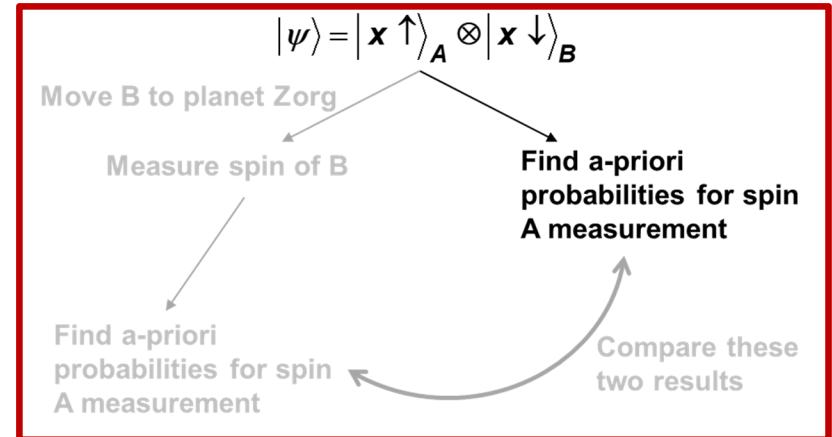 |ψ⟩ = |x ↑⟩_A ⊗ |x ↓⟩_B
Move B to planet Zorg
Measure spin of B
Find a-priori
probabilities for spin
A measurement
Find a-priori
probabilities for spin
A measurement
Compare these
two results